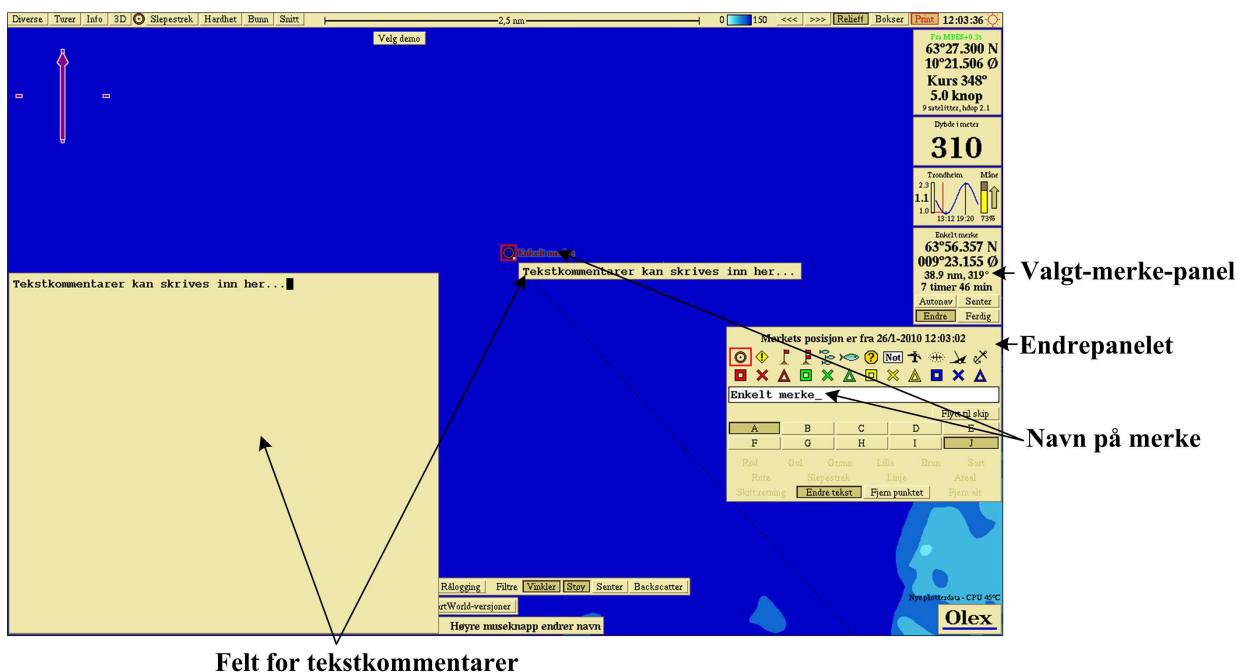 Diverse Turer Info 3D Slepestrek Hardhet Bunn Snitt 2,5 nm 0 150 <<< >>> Relieff Bokser Print 12:03:36
Velg demo
Fra MBES+0.3s
63°27.300 N
10°21.506 Ø
Kurs 348°
5.0 knop
9 satelitter, hdop 2.1
Dybde i meter
310
Trondheim Måne
2.3
1.1
1.0
13:12 19:20 73%
Enkelt merke
63°56.357 N
009°23.155 Ø
38.9 nm, 319°
7 timer 46 min
Autonav Senter
Endre Ferdig
Valgt-merke-panel
Enkelt merke
Tekstkommentarer kan skrives inn her...
Tekstkommentarer kan skrives inn her...
Merkets posisjon er fra 26/1-2010 12:03:02
Endrepanelet
Not
Enkelt merke_
Flytt til skip
A B C D E
F G H I J
Navn på merke
Rød Gul Grønn Lilla Brun Sort
Rute Slepestrek Linje Areal
Skift retning Endre tekst Fjern punktet Fjern alt
Rålogging Filtre Vinkler Støy Senter Backscatter
artWorld-versjoner
Høyre museknapp endrer navn
Nye plotterdata - CPU 45°C
Olex
Felt for tekstkommentarer